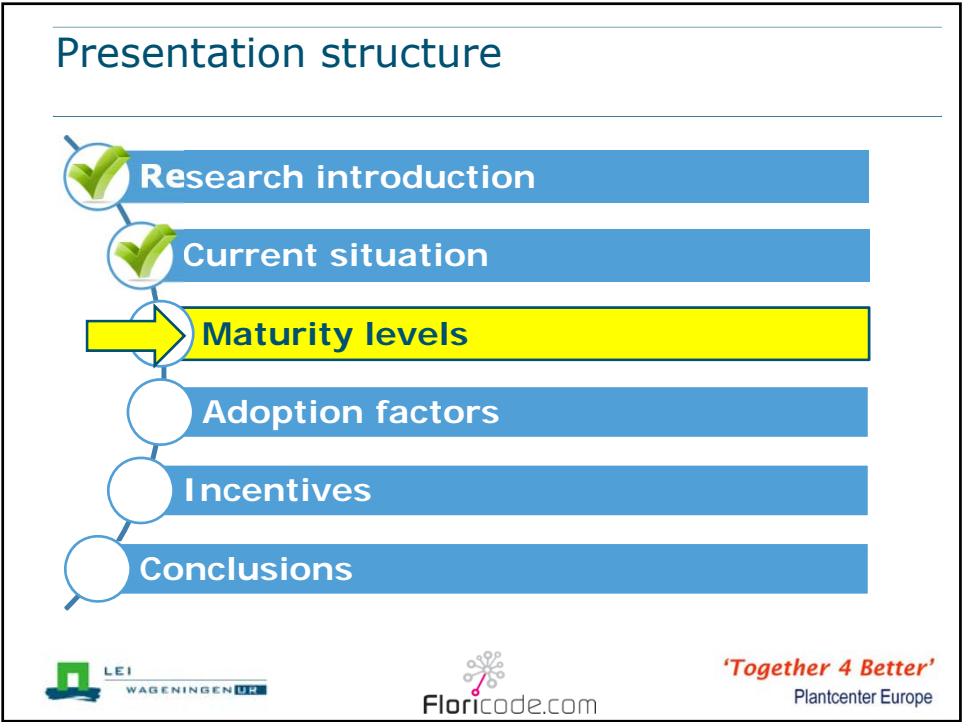 Presentation structure
Research introduction
Current situation
Maturity levels
Adoption factors
Incentives
Conclusions
LEI
WAGENINGEN UR
Floricode.com
'Together 4 Better'
Plantcenter Europe